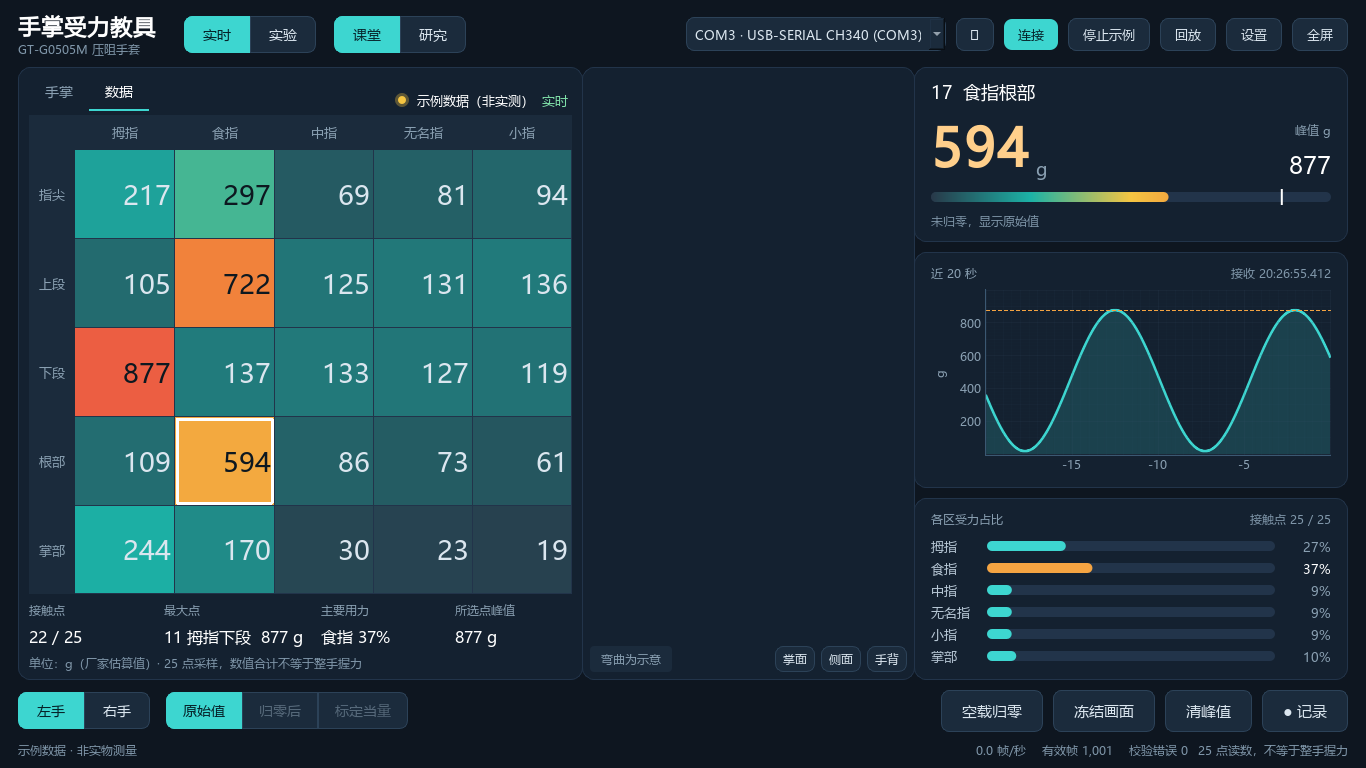 手掌受力教具
GT-G0505M 压阻手套
实时 实验 课堂 研究
COM3 · USB-SERIAL CH340 (COM3)
连接 停止示例 回放 设置 全屏
手掌 数据
示例数据（非实测） 实时
拇指 食指 中指 无名指 小指
指尖 217 297 69 81 94
上段 105 722 125 131 136
下段 877 137 133 127 119
根部 109 594 86 73 61
掌部 244 170 30 23 19
接触点 最大点 主要用力 所选点峰值
22 / 25 11 拇指下段 877 g 食指 37% 877 g
单位：g（厂家估算值）· 25 点采样，数值合计不等于整手握力
弯曲为示意 掌面 侧面 手背
17 食指根部
594 g
峰值 g
877
未归零，显示原始值
近 20 秒 接收 20:26:55.412
800
600
g
400
200
-15 -10 -5
各区受力占比 接触点 25 / 25
拇指 27%
食指 37%
中指 9%
无名指 9%
小指 9%
掌部 10%
左手 右手 原始值 归零后 标定当量
空载归零 冻结画面 清峰值 ● 记录
示例数据 · 非实物测量
0.0 帧/秒 有效帧 1,001 校验错误 0 25 点读数，不等于整手握力